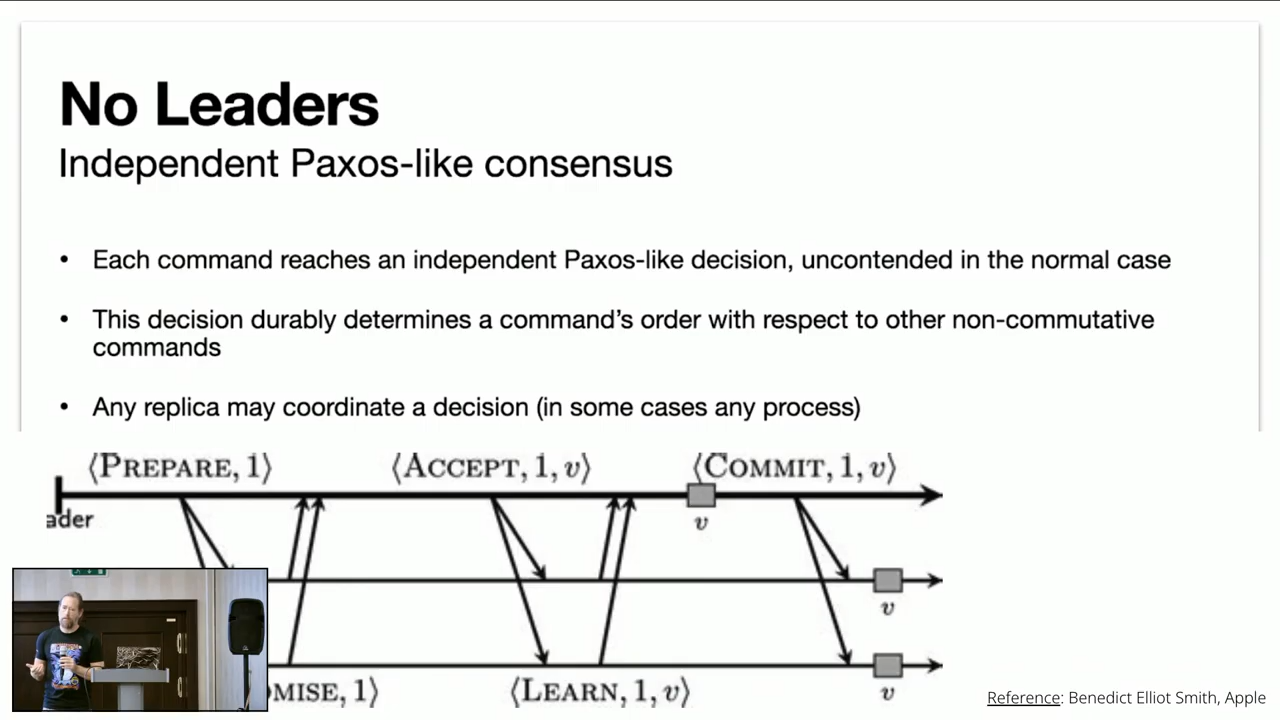 No Leaders
Independent Paxos-like consensus
• Each command reaches an independent Paxos-like decision, uncontended in the normal case
• This decision durably determines a command’s order with respect to other non-commutative
commands
• Any replica may coordinate a decision (in some cases any process)
⟨PREPARE, 1⟩ ⟨ACCEPT, 1, v⟩ ⟨COMMIT, 1, v⟩
ader
v
v
v
MISE, 1⟩ ⟨LEARN, 1, v⟩
Reference: Benedict Elliot Smith, Apple